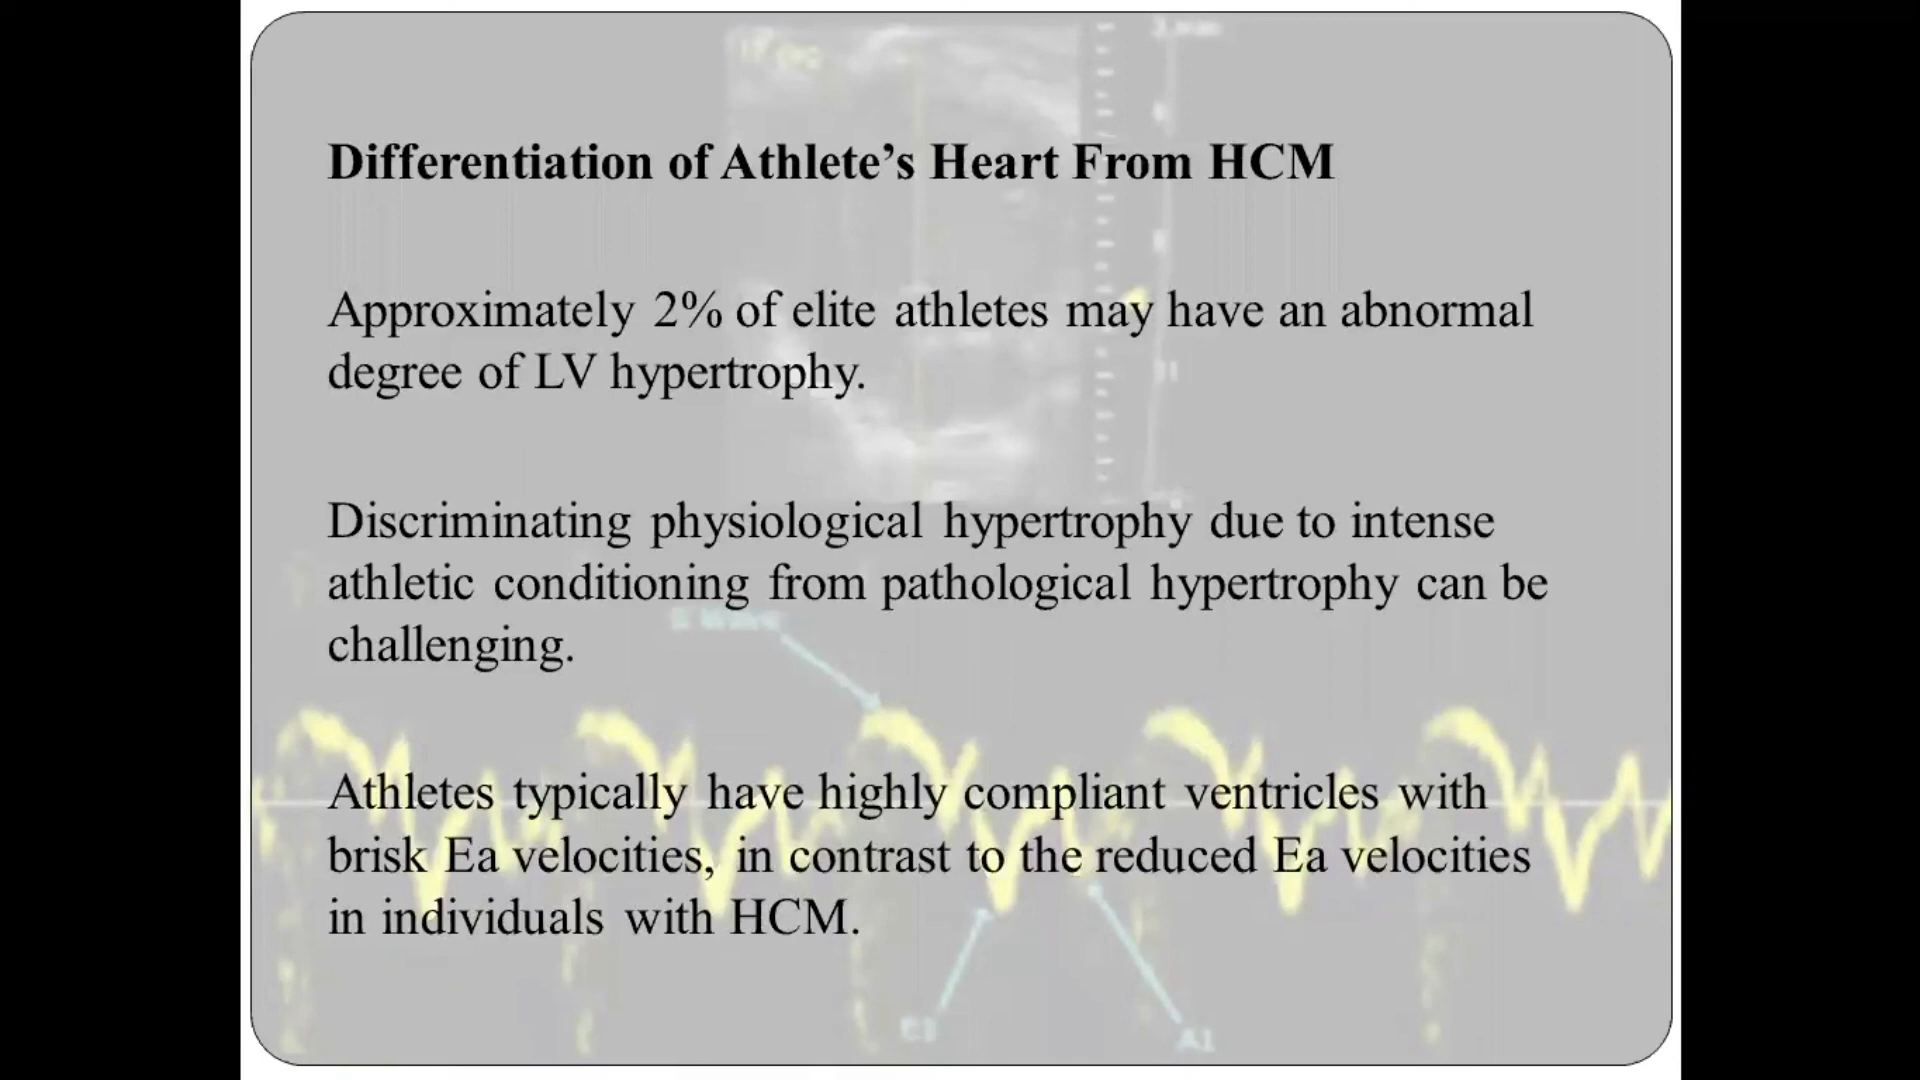 Differentiation of Athlete’s Heart From HCM
Approximately 2% of elite athletes may have an abnormal
degree of LV hypertrophy.
Discriminating physiological hypertrophy due to intense
athletic conditioning from pathological hypertrophy can be
challenging.
Athletes typically have highly compliant ventricles with
brisk Ea velocities, in contrast to the reduced Ea velocities
in individuals with HCM.